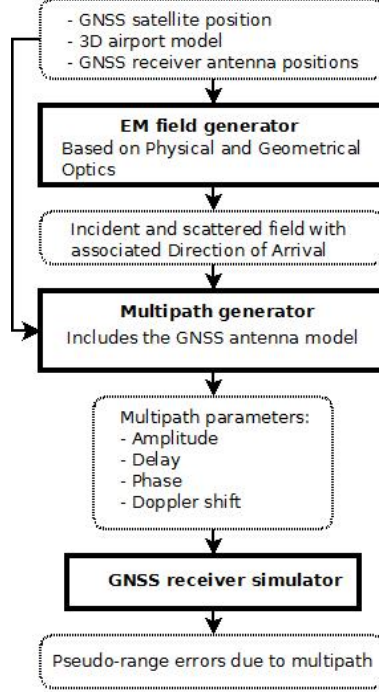 - GNSS satellite position
- 3D airport model
- GNSS receiver antenna positions
EM field generator
Based on Physical and Geometrical
Optics
Incident and scattered field with
associated Direction of Arrival
Multipath generator
Includes the GNSS antenna model
Multipath parameters:
- Amplitude
- Delay
- Phase
- Doppler shift
GNSS receiver simulator
Pseudo-range errors due to multipath